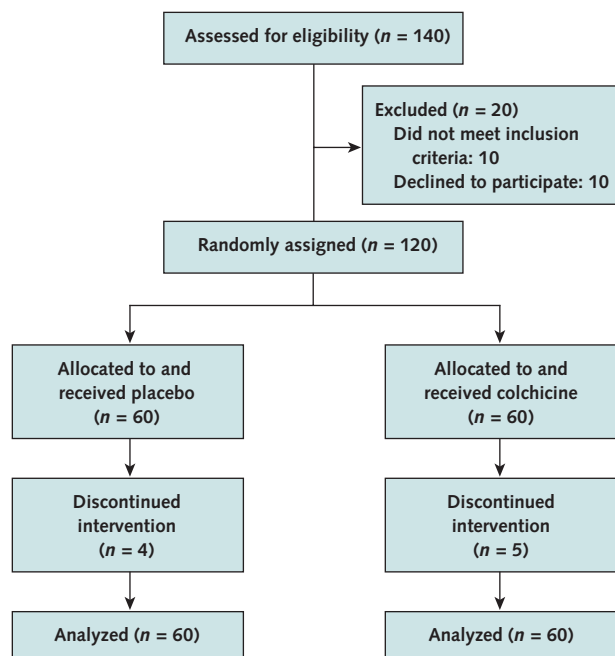 Assessed for eligibility (n = 140)
Excluded (n = 20)
Did not meet inclusion
criteria: 10
Declined to participate: 10
Randomly assigned (n = 120)
Allocated to and
received placebo
(n = 60)
Allocated to and
received colchicine
(n = 60)
Discontinued
intervention
(n = 4)
Discontinued
intervention
(n = 5)
Analyzed (n = 60)
Analyzed (n = 60)